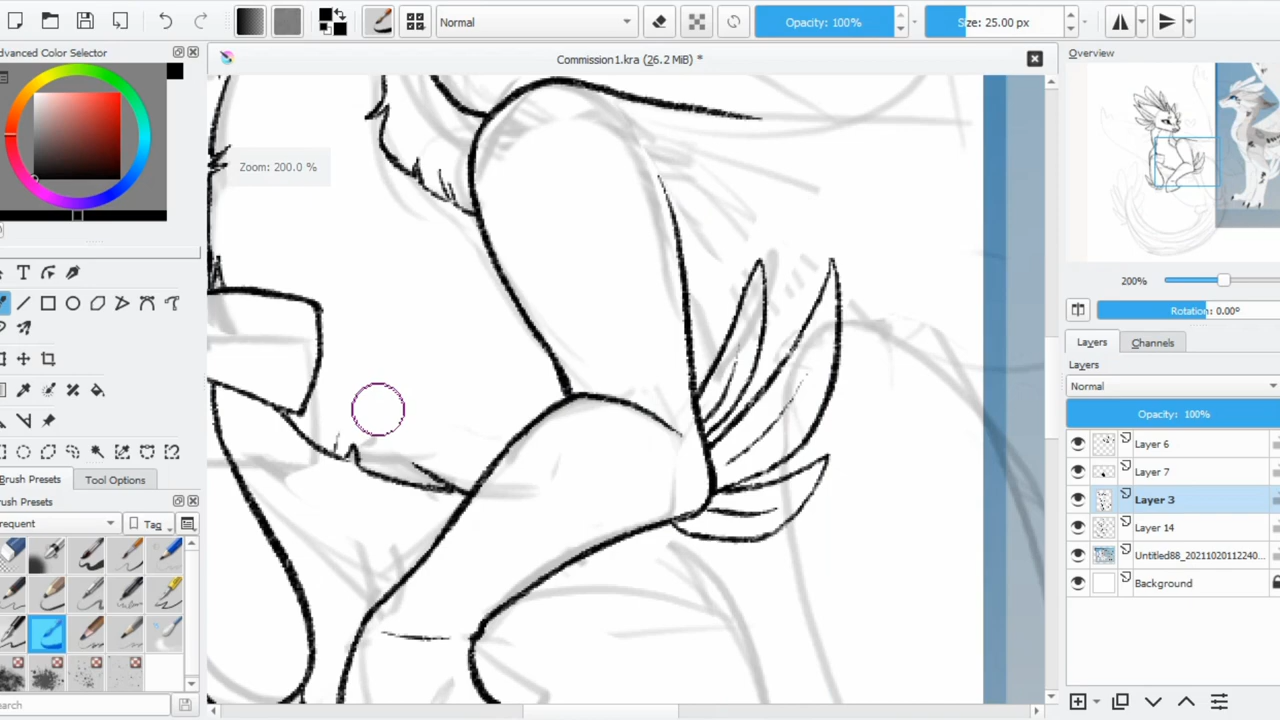 Normal
Opacity: 100%
Size: 25.00 px
Advanced Color Selector
Commission1.kra (26.2 MiB) *
Overview
Zoom: 200.0 %
T
200%
Rotation: 0.00°
Layers
Channels
Layers
Normal
Opacity: 100%
Layer 6
Layer 7
Layer 3
Layer 14
Untitled88_20211020112240...
Background
Brush Presets
Tool Options
Brush Presets
requent
Tag
earch